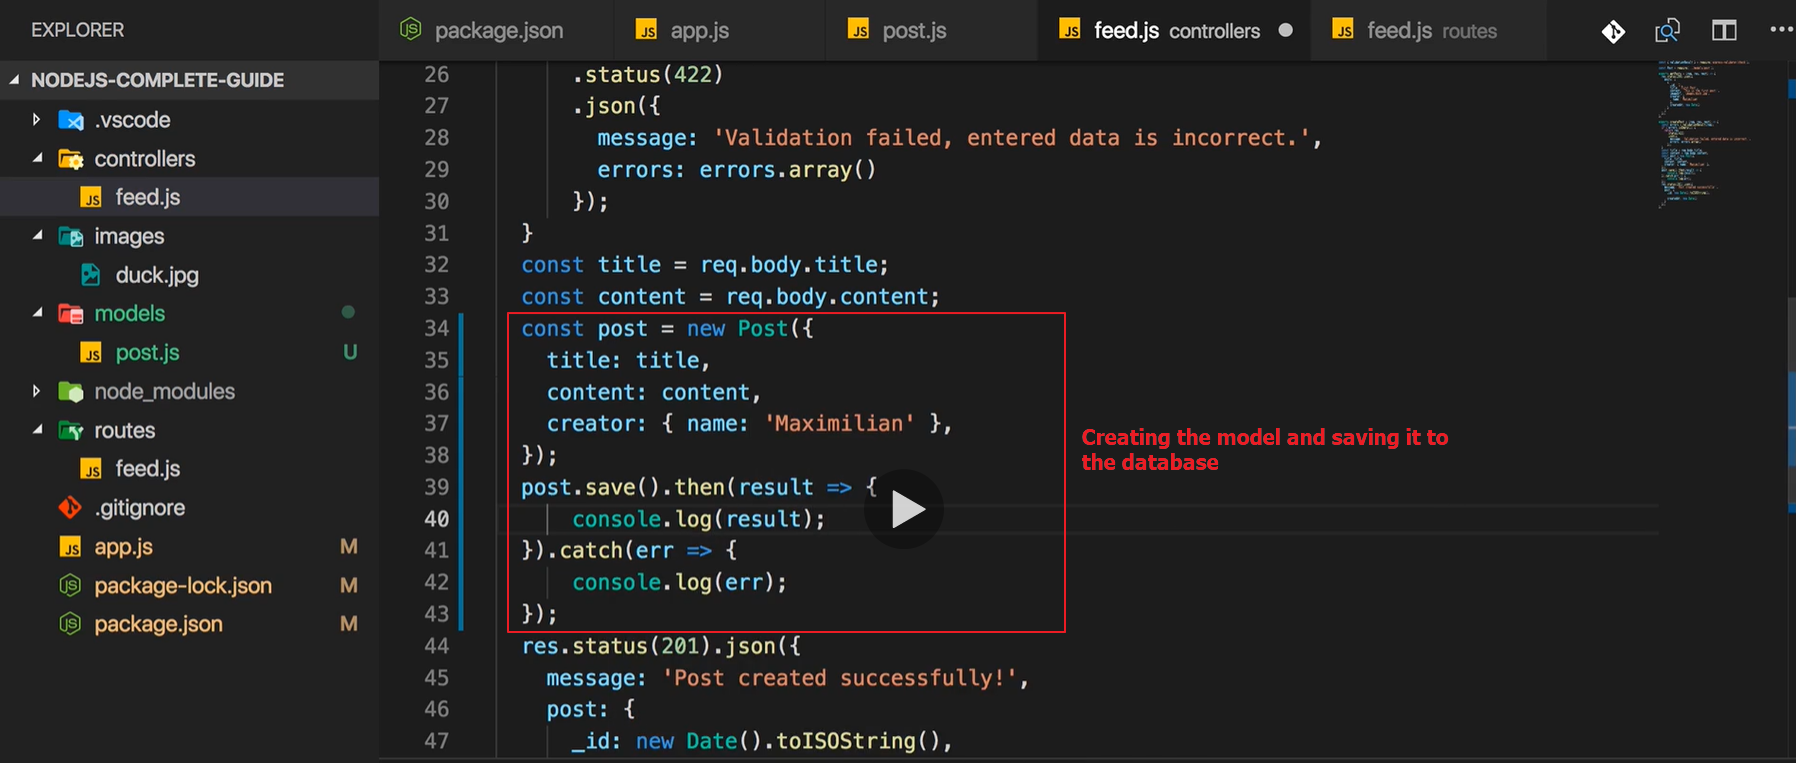 EXPLORER
NODEJS-COMPLETE-GUIDE
.vscode
controllers
feed.js
images
duck.jpg
models
post.js U
node_modules
routes
feed.js
.gitignore
app.js M
package-lock.json M
package.json M
package.json
app.js
post.js
feed.js controllers
feed.js routes
26 .status(422)
27 .json({
28 message: 'Validation failed, entered data is incorrect.',
29 errors: errors.array()
30 });
31 }
32 const title = req.body.title;
33 const content = req.body.content;
34 const post = new Post({
35 title: title,
36 content: content,
37 creator: { name: 'Maximilian' },
38 });
39 post.save().then(result => {
40 console.log(result);
41 }).catch(err => {
42 console.log(err);
43 });
44 res.status(201).json({
45 message: 'Post created successfully!',
46 post: {
47 _id: new Date().toISOString(),
Creating the model and saving it to
the database